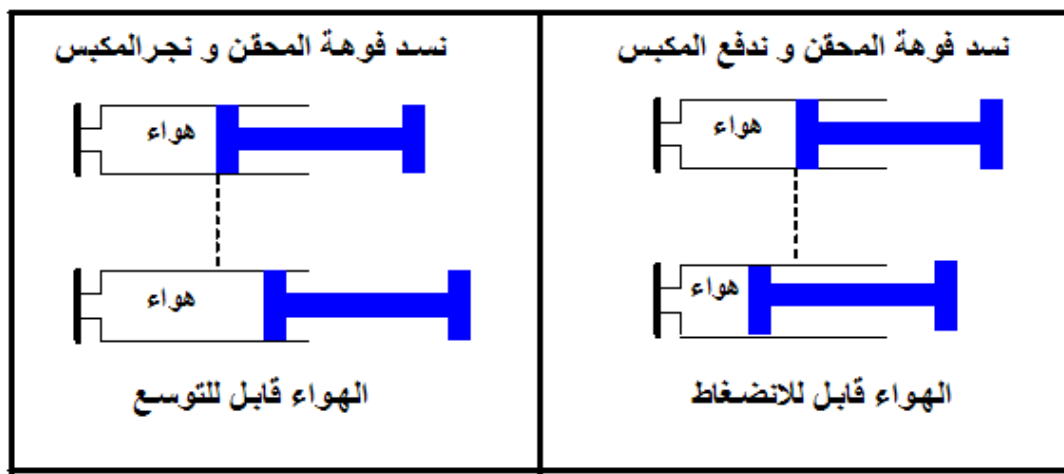 نسد فوهة المحقن و ندفع المكبس
هواء
هواء
الهواء قابل للانضغاط
نسد فوهة المحقن و نجرالمكبس
هواء
هواء
الهواء قابل للتوسع